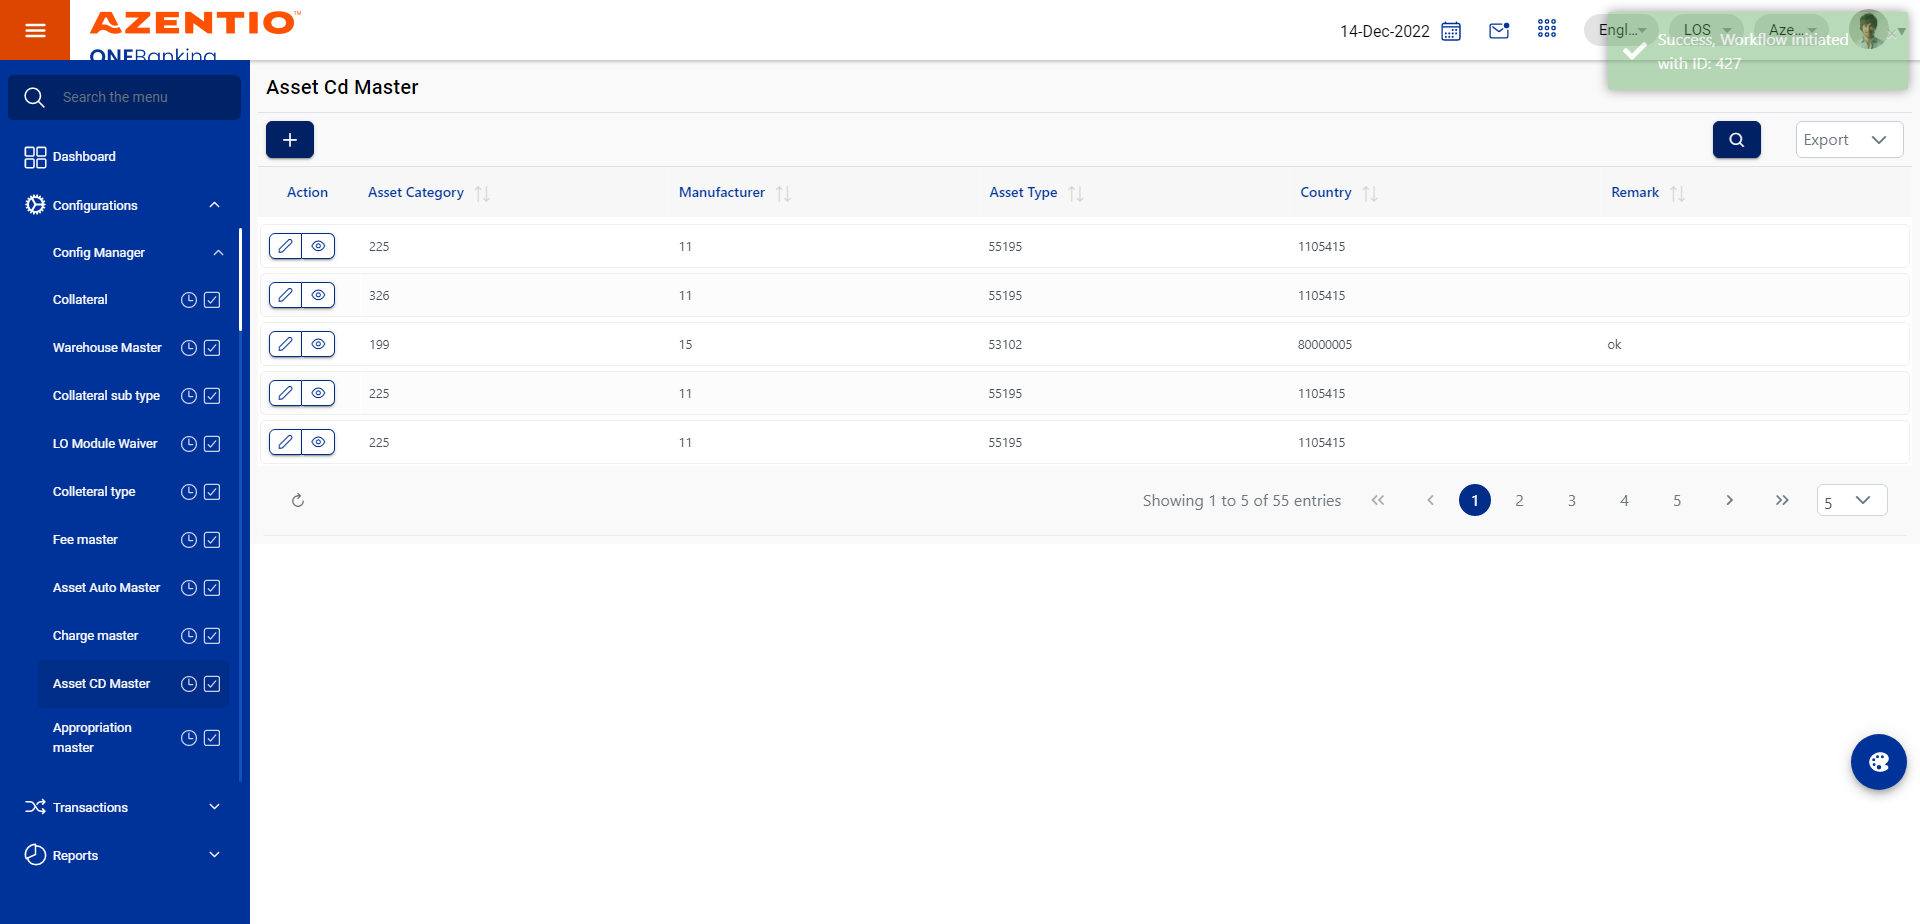 AZENTIO™
ONEBanking
14-Dec-2022
Engl...
LOS
Aze...
Success, Workflow initiated
with ID: 427
Search the menu
Dashboard
Configurations
Config Manager
Collateral
Warehouse Master
Collateral sub type
LO Module Waiver
Colleteral type
Fee master
Asset Auto Master
Charge master
Asset CD Master
Appropriation
master
Transactions
Reports
Asset Cd Master
Export
Action Asset Category Manufacturer Asset Type Country Remark
225 11 55195 1105415
326 11 55195 1105415
199 15 53102 80000005 ok
225 11 55195 1105415
225 11 55195 1105415
Showing 1 to 5 of 55 entries 1 2 3 4 5 5